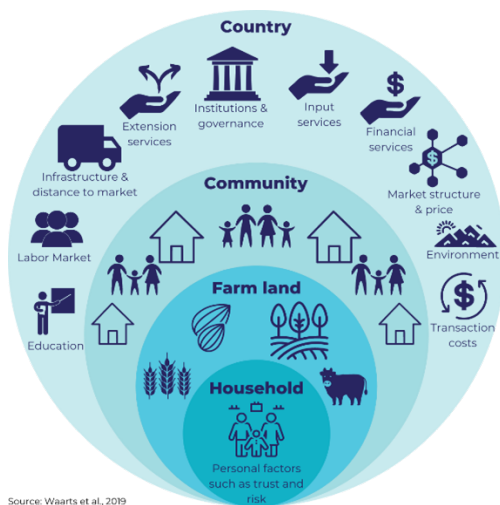 Country
Extension
services
Institutions &
governance
Input
services
Financial
services
Infrastructure &
distance to market
Market structure
& price
Labor Market
Environment
Education
Transaction
costs
Community
Farm land
Household
Personal factors
such as trust and
risk
$
$
$
Source: Waarts et al., 2019